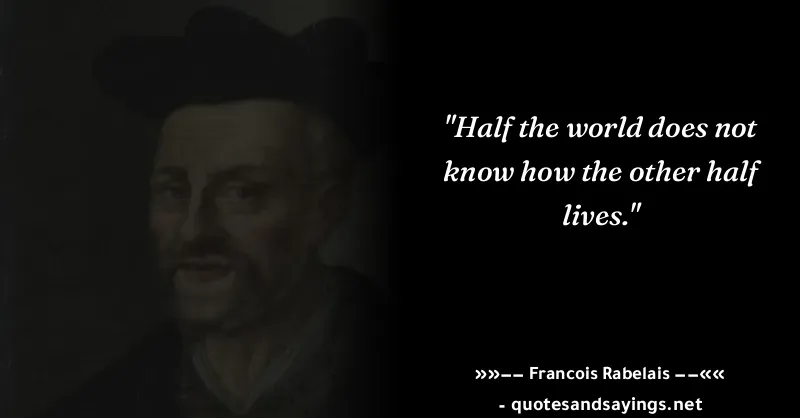 "Half the world does not
know how the other half
lives."
»»−− Francois Rabelais −−««
- quotesandsayings.net